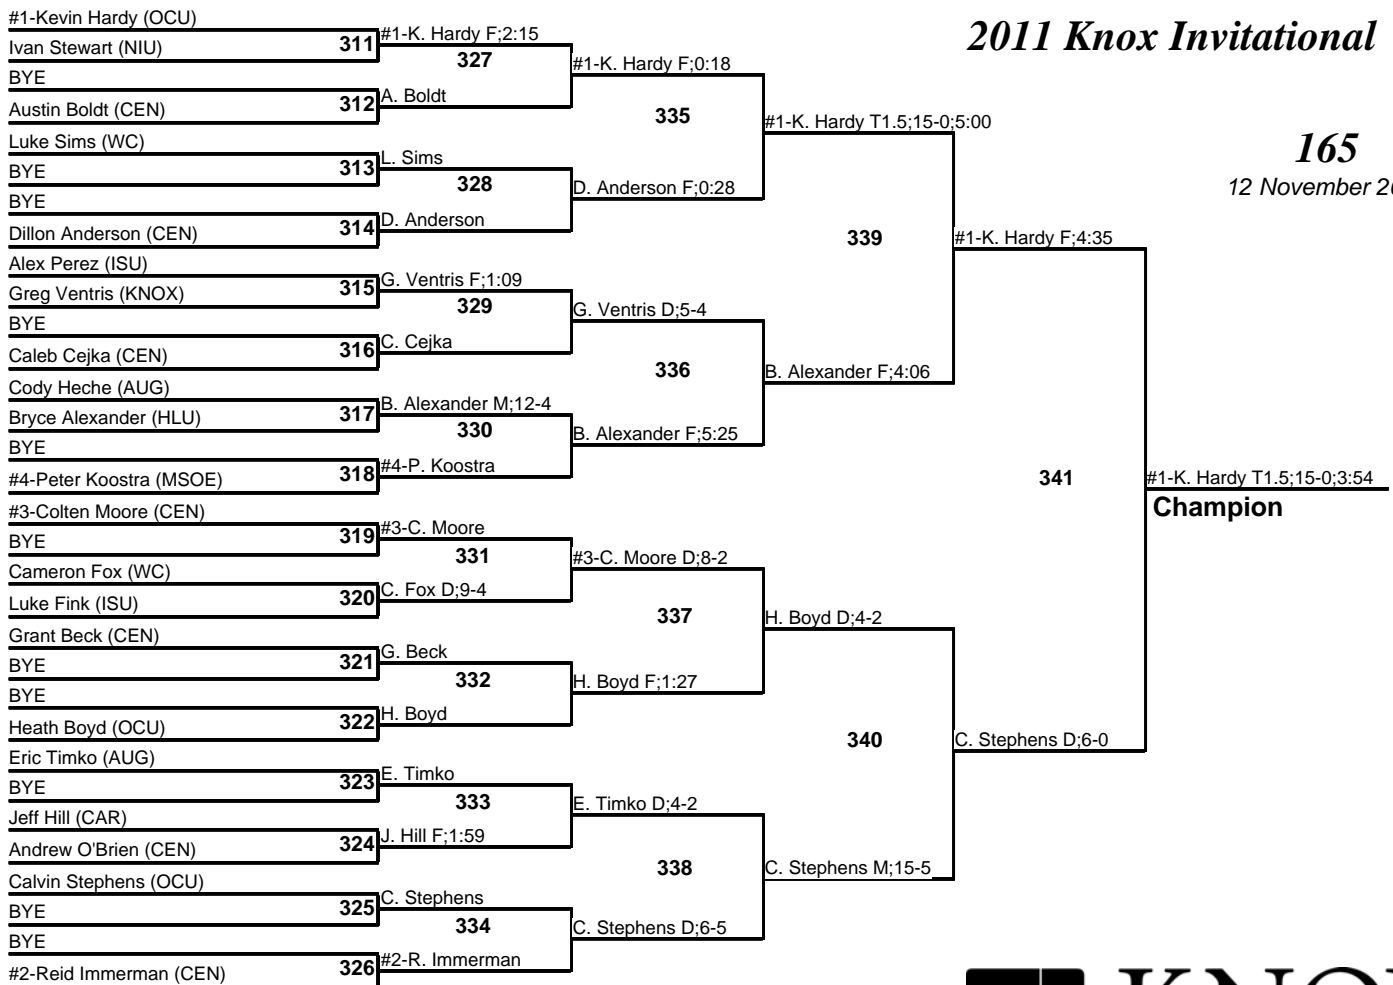 2011 Knox Invitational
165
12 November 20
#1-Kevin Hardy (OCU)
Ivan Stewart (NIU)
BYE
Austin Boldt (CEN)
Luke Sims (WC)
BYE
BYE
Dillon Anderson (CEN)
Alex Perez (ISU)
Greg Ventris (KNOX)
BYE
Caleb Cejka (CEN)
Cody Heche (AUG)
Bryce Alexander (HLU)
BYE
#4-Peter Koostra (MSOE)
#3-Colten Moore (CEN)
BYE
Cameron Fox (WC)
Luke Fink (ISU)
Grant Beck (CEN)
BYE
BYE
Heath Boyd (OCU)
Eric Timko (AUG)
BYE
Jeff Hill (CAR)
Andrew O'Brien (CEN)
Calvin Stephens (OCU)
BYE
BYE
#2-Reid Immerman (CEN)
311
312
313
314
315
316
317
318
319
320
321
322
323
324
325
326
#1-K. Hardy F;2:15
327
A. Boldt
L. Sims
328
D. Anderson
G. Ventris F;1:09
329
C. Cejka
B. Alexander M;12-4
330
#4-P. Koostra
#3-C. Moore
331
C. Fox D;9-4
G. Beck
332
H. Boyd
E. Timko
333
J. Hill F;1:59
C. Stephens
334
#2-R. Immerman
#1-K. Hardy F;0:18
335
D. Anderson F;0:28
G. Ventris D;5-4
336
B. Alexander F;5:25
#3-C. Moore D;8-2
337
H. Boyd F;1:27
E. Timko D;4-2
338
C. Stephens D;6-5
#1-K. Hardy T1.5;15-0;5:00
339
B. Alexander F;4:06
H. Boyd D;4-2
340
C. Stephens M;15-5
#1-K. Hardy F;4:35
341
C. Stephens D;6-0
#1-K. Hardy T1.5;15-0;3:54
Champion